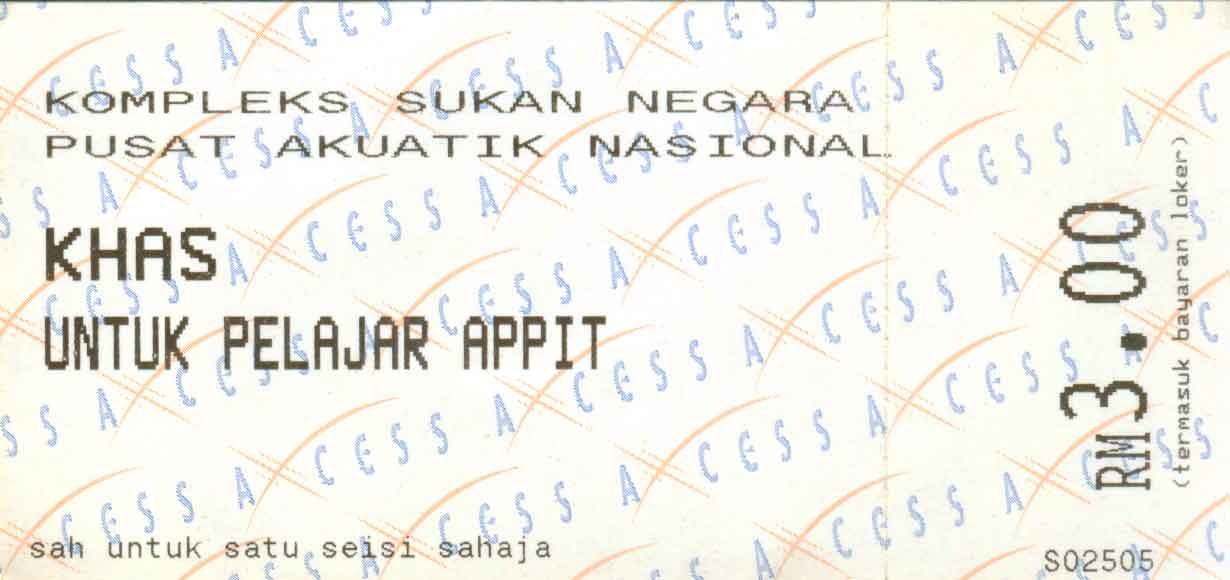 KOMPLEKS SUKAN NEGARA
PUSAT AKUATIK NASIONAL
KHAS
UNTUK PELAJAR APPIT
sah untuk satu seisi sahaja
RM3.00
(termasuk bayaran loker)
S02505